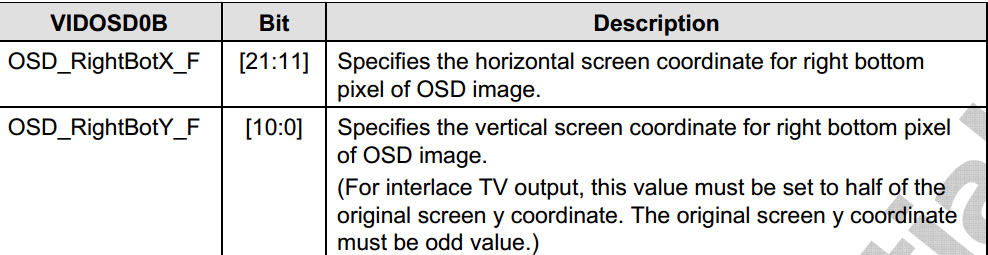 VIDOSD0B Bit Description
OSD_RightBotX_F [21:11] Specifies the horizontal screen coordinate for right bottom
pixel of OSD image.
OSD_RightBotY_F [10:0] Specifies the vertical screen coordinate for right bottom pixel
of OSD image.
(For interlace TV output, this value must be set to half of the
original screen y coordinate. The original screen y coordinate
must be odd value.)